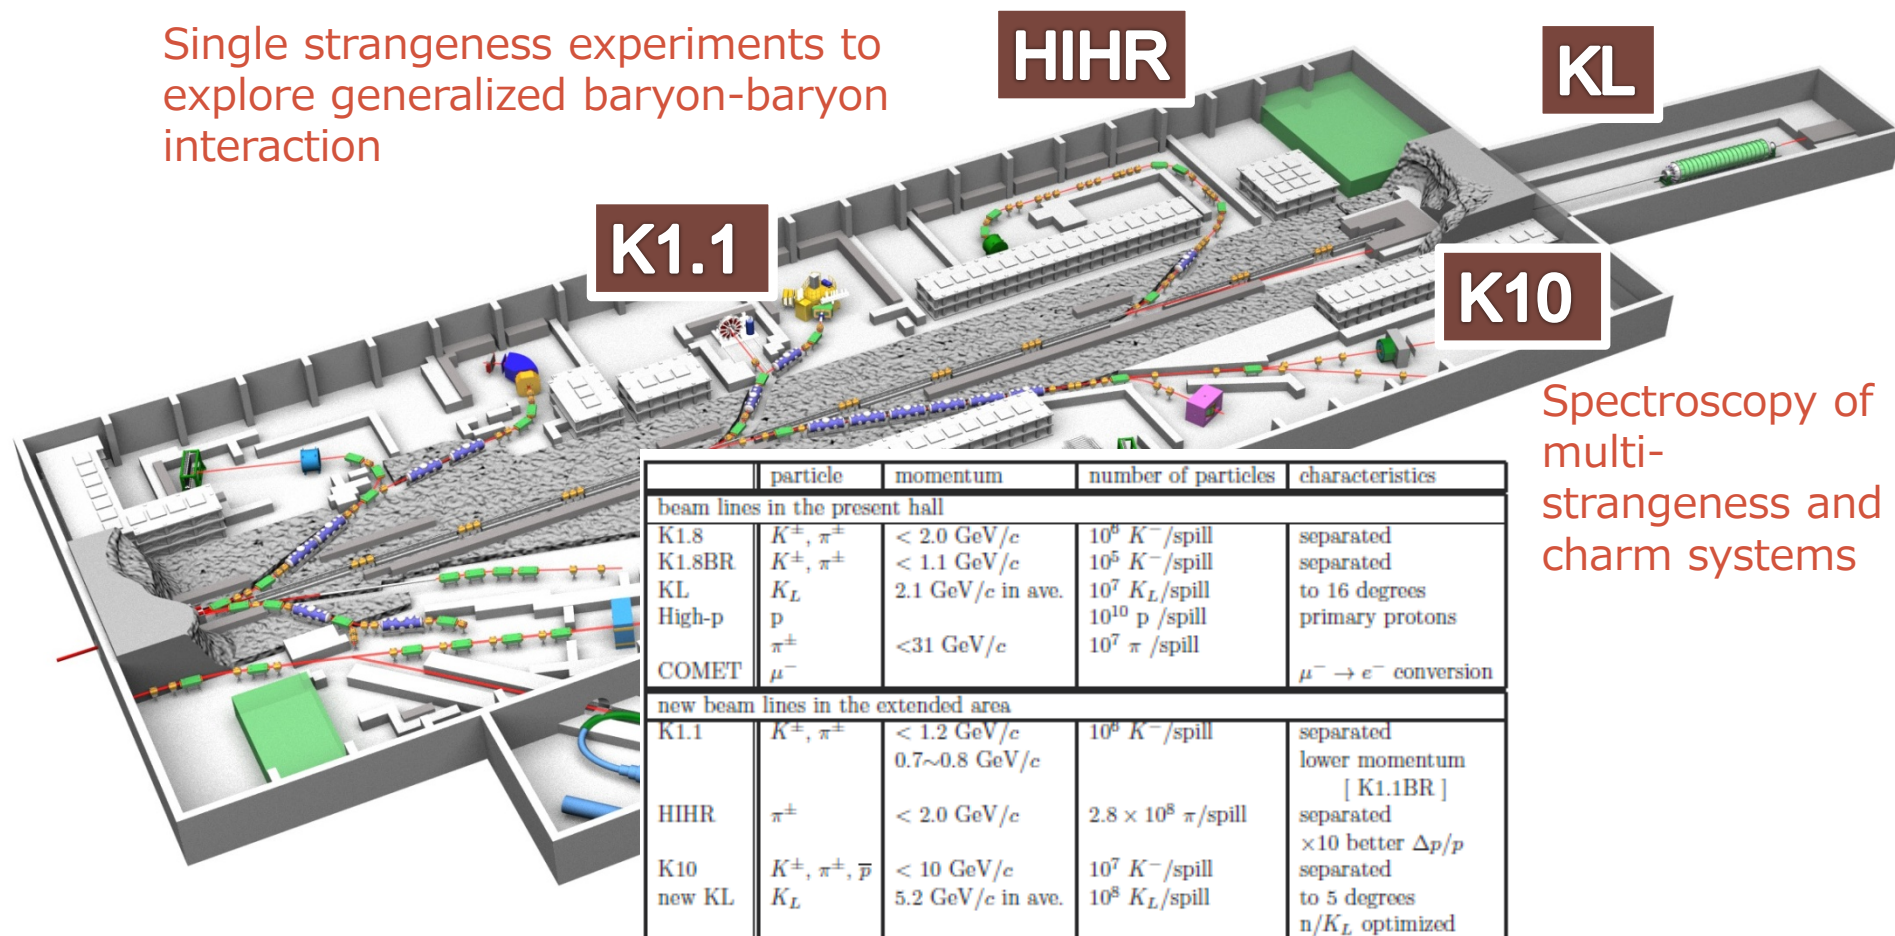 Single strangeness experiments to
explore generalized baryon-baryon
interaction
HIHR
KL
K1.1
K10
Spectroscopy of
multi-
strangeness and
charm systems
particle momentum number of particles characteristics
beam lines in the present hall
K1.8 K±, π± < 2.0 GeV/c 10⁶ K⁻/spill separated
K1.8BR K±, π± < 1.1 GeV/c 10⁵ K⁻/spill separated
KL K_L 2.1 GeV/c in ave. 10⁷ K_L/spill to 16 degrees
High-p p 10¹⁰ p /spill primary protons
π± <31 GeV/c 10⁷ π /spill
COMET μ⁻ μ⁻ → e⁻ conversion
new beam lines in the extended area
K1.1 K±, π± < 1.2 GeV/c 10⁶ K⁻/spill separated
0.7~0.8 GeV/c lower momentum
[ K1.1BR ]
HIHR π± < 2.0 GeV/c 2.8 × 10⁸ π/spill separated
×10 better Δp/p
K10 K±, π±, p̅ < 10 GeV/c 10⁷ K⁻/spill separated
new KL K_L 5.2 GeV/c in ave. 10⁸ K_L/spill to 5 degrees
n/K_L optimized